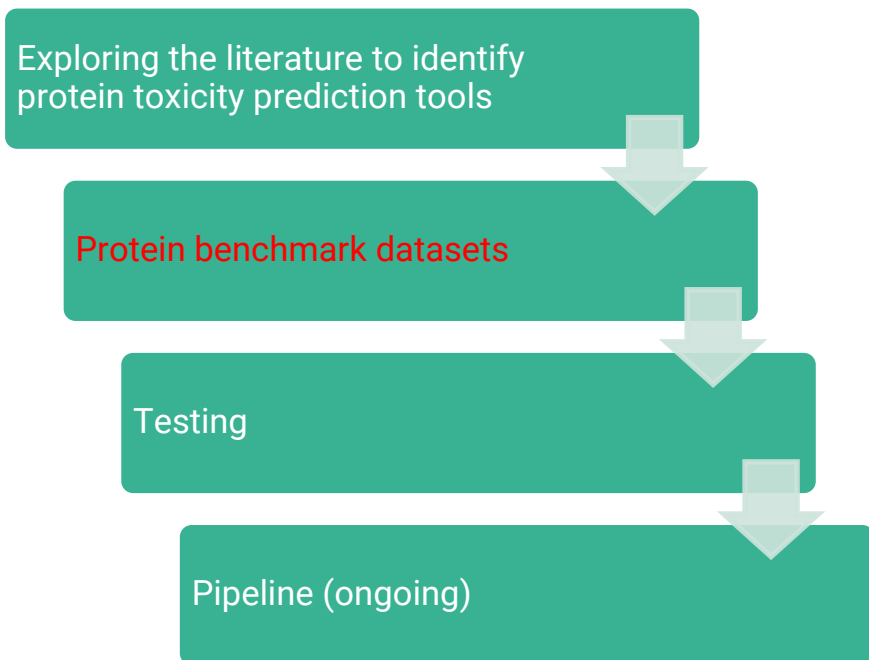 Exploring the literature to identify
protein toxicity prediction tools
Protein benchmark datasets
Testing
Pipeline (ongoing)